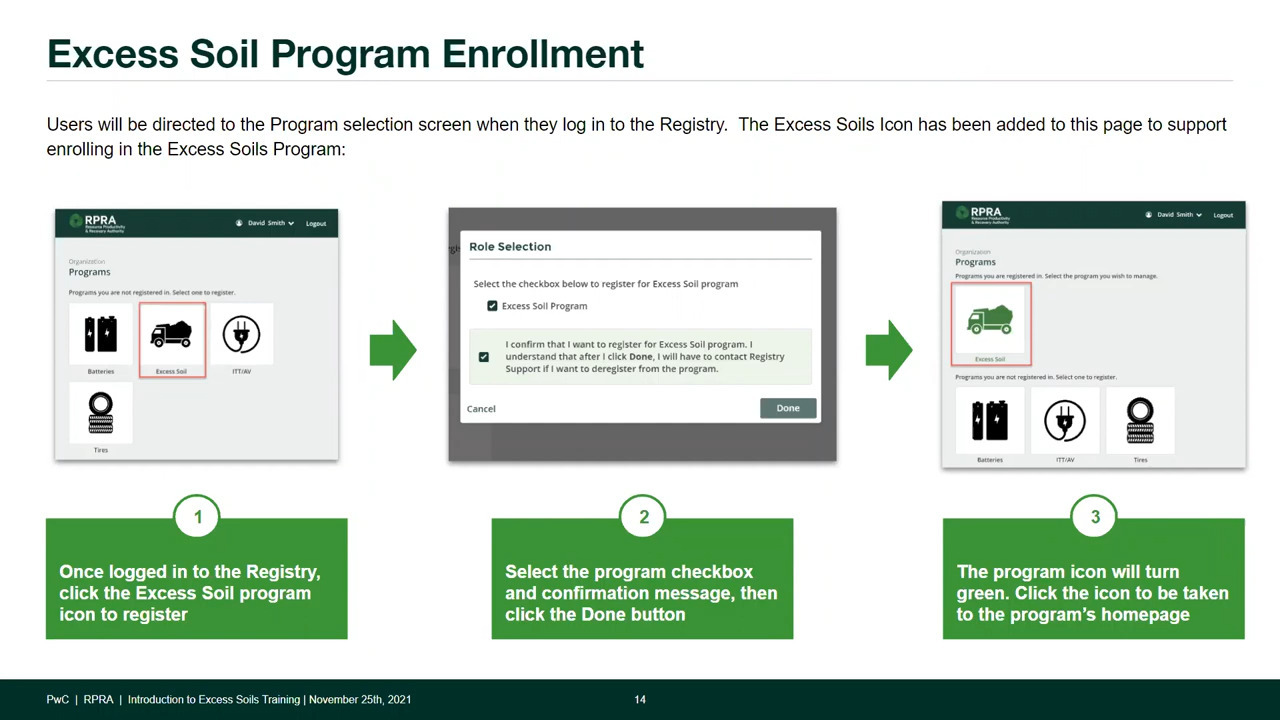 Excess Soil Program Enrollment
Users will be directed to the Program selection screen when they log in to the Registry. The Excess Soils Icon has been added to this page to support
enrolling in the Excess Soils Program:
RPRA
Resource Productivity
& Recovery Authority
David Smith
Logout
Organization
Programs
Programs you are not registered in. Select one to register.
Batteries
Excess Soil
ITT/AV
Tires
Role Selection
Select the checkbox below to register for Excess Soil program
Excess Soil Program
I confirm that I want to register for Excess Soil program. I
understand that after I click Done, I will have to contact Registry
Support if I want to deregister from the program.
Cancel
Done
RPRA
Resource Productivity
& Recovery Authority
David Smith
Logout
Organization
Programs
Programs you are registered in. Select the program you wish to manage.
Excess Soil
Programs you are not registered in. Select one to register.
Batteries
ITT/AV
Tires
1
Once logged in to the Registry,
click the Excess Soil program
icon to register
2
Select the program checkbox
and confirmation message, then
click the Done button
3
The program icon will turn
green. Click the icon to be taken
to the program’s homepage
PwC | RPRA | Introduction to Excess Soils Training | November 25th, 2021
14